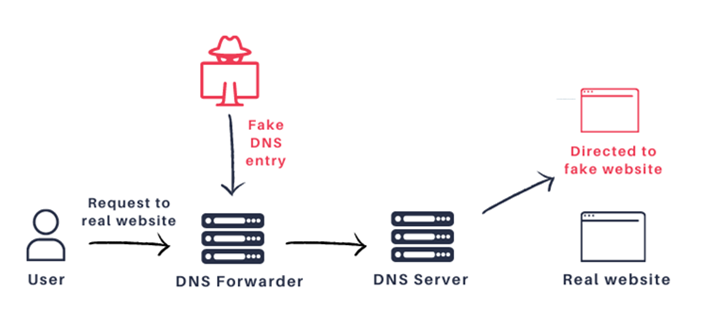 Fake
DNS
entry
Directed to
fake website
Request to
real website
User
DNS Forwarder
DNS Server
Real website